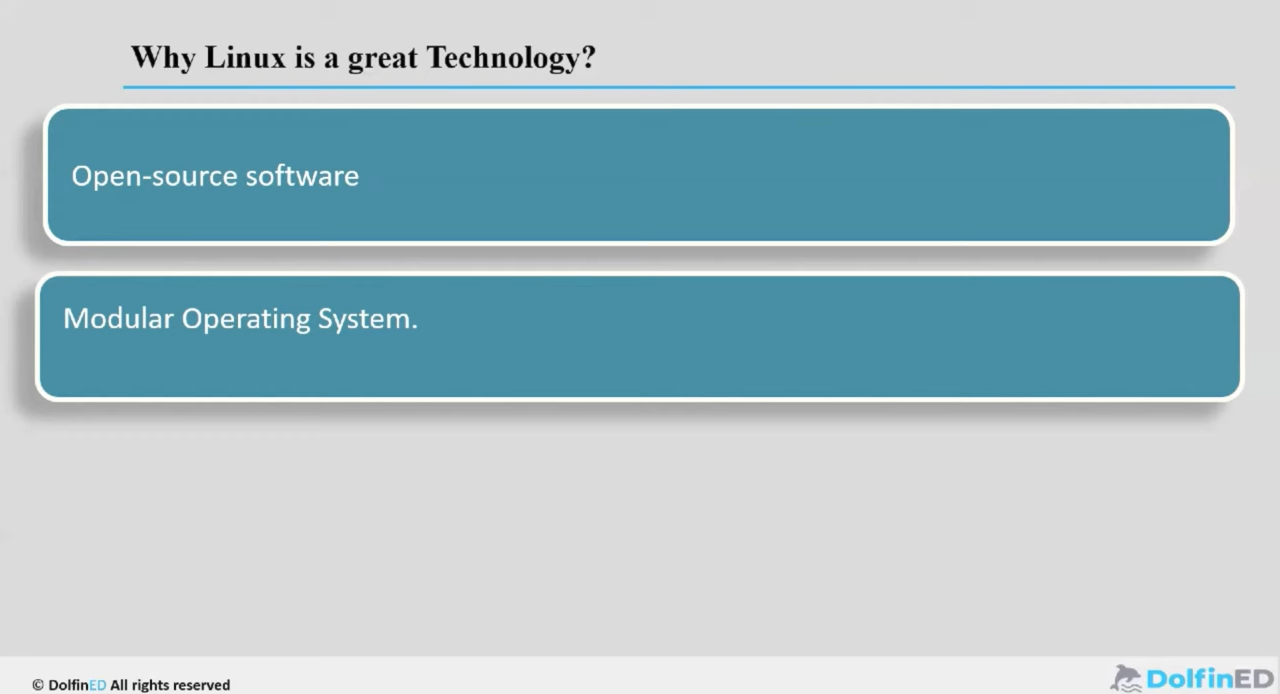 Why Linux is a great Technology?
Open-source software
Modular Operating System.
© DolfinED All rights reserved
DolfinED